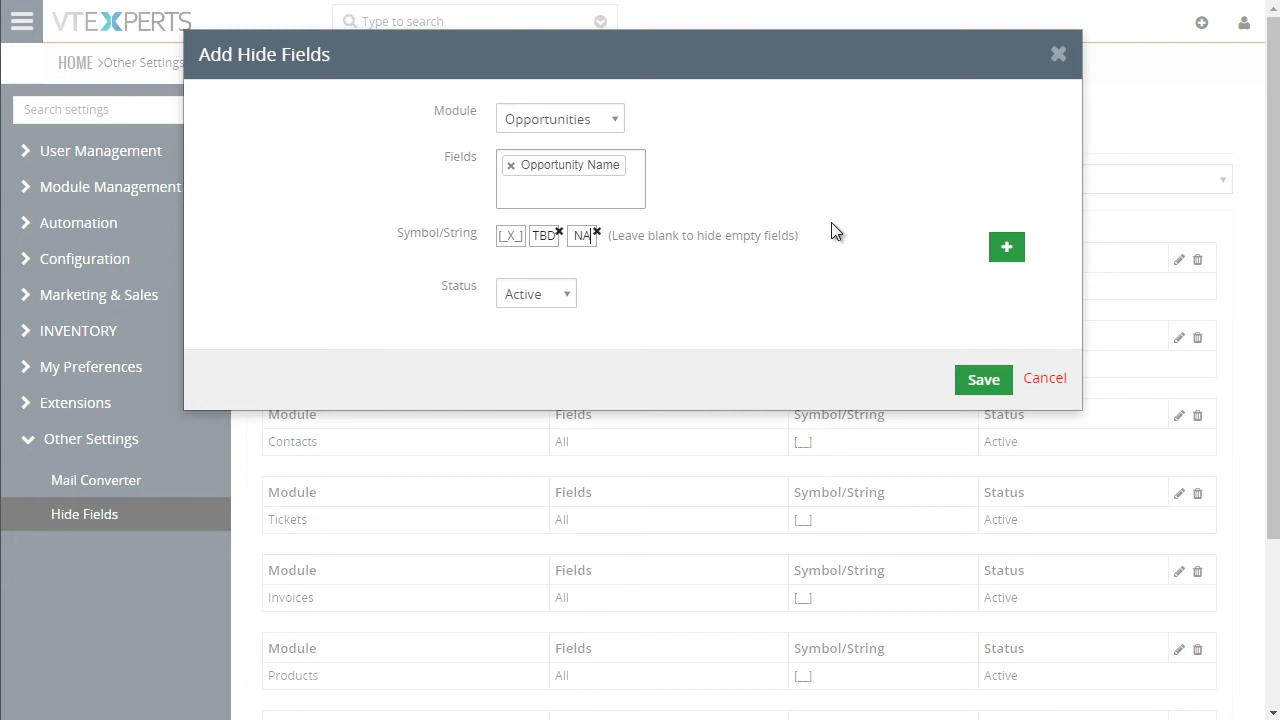 VTEXPERTS
Type to search
Add Hide Fields
HOME >Other Settings
Search settings
Module
Opportunities
Fields
Opportunity Name
User Management
Module Management
Automation
Symbol/String
[_X_] TBD NA (Leave blank to hide empty fields)
Configuration
Status
Active
Marketing & Sales
INVENTORY
My Preferences
Save Cancel
Extensions
Other Settings
Mail Converter
Hide Fields
Module Fields Symbol/String Status
Contacts All [__] Active
Module Fields Symbol/String Status
Tickets All [__] Active
Module Fields Symbol/String Status
Invoices All [__] Active
Module Fields Symbol/String Status
Products All [__] Active